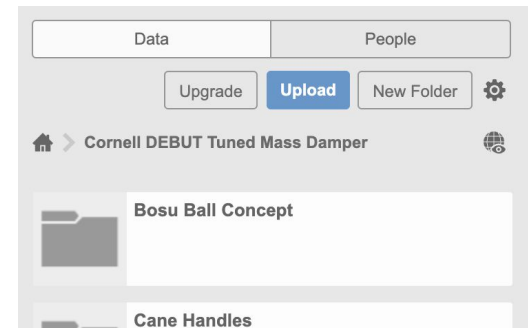 Data People
Upgrade Upload New Folder
Cornell DEBUT Tuned Mass Damper
Bosu Ball Concept
Cane Handles